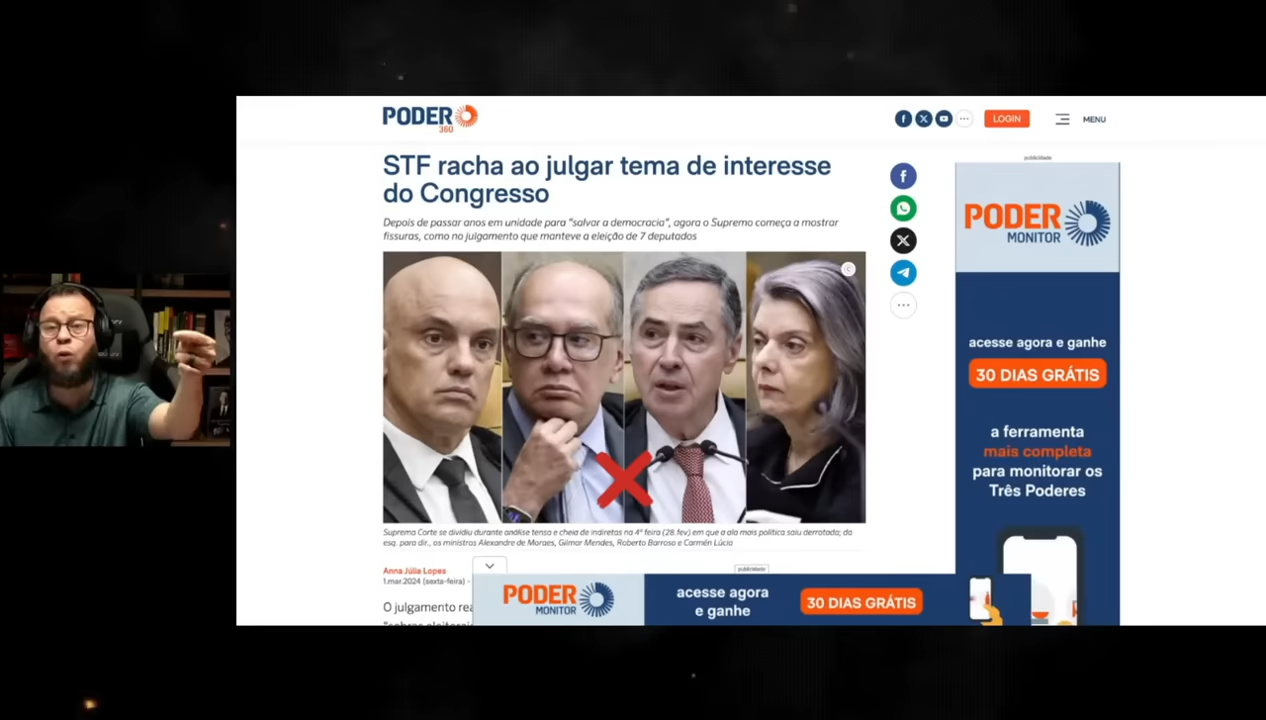 PODER
360
LOGIN
MENU
STF racha ao julgar tema de interesse
do Congresso
Depois de passar anos em unidade para “salvar a democracia”, agora o Supremo começa a mostrar
fissuras, como no julgamento que manteve a eleição de 7 deputados
Suprema Corte se dividiu durante análise tensa e cheia de indiretas na 4ª feira (28.fev) em que a ala mais política saiu derrotada; da
esq. para dir., os ministros Alexandre de Moraes, Gilmar Mendes, Roberto Barroso e Carmén Lúcia
Anna Júlia Lopes
1.mar.2024 (sexta-feira) -
O julgamento rea
publicidade
PODER
MONITOR
acesse agora e ganhe
30 DIAS GRÁTIS
a ferramenta
mais completa
para monitorar os
Três Poderes
publicidade
PODER
MONITOR
acesse agora
e ganhe
30 DIAS GRÁTIS